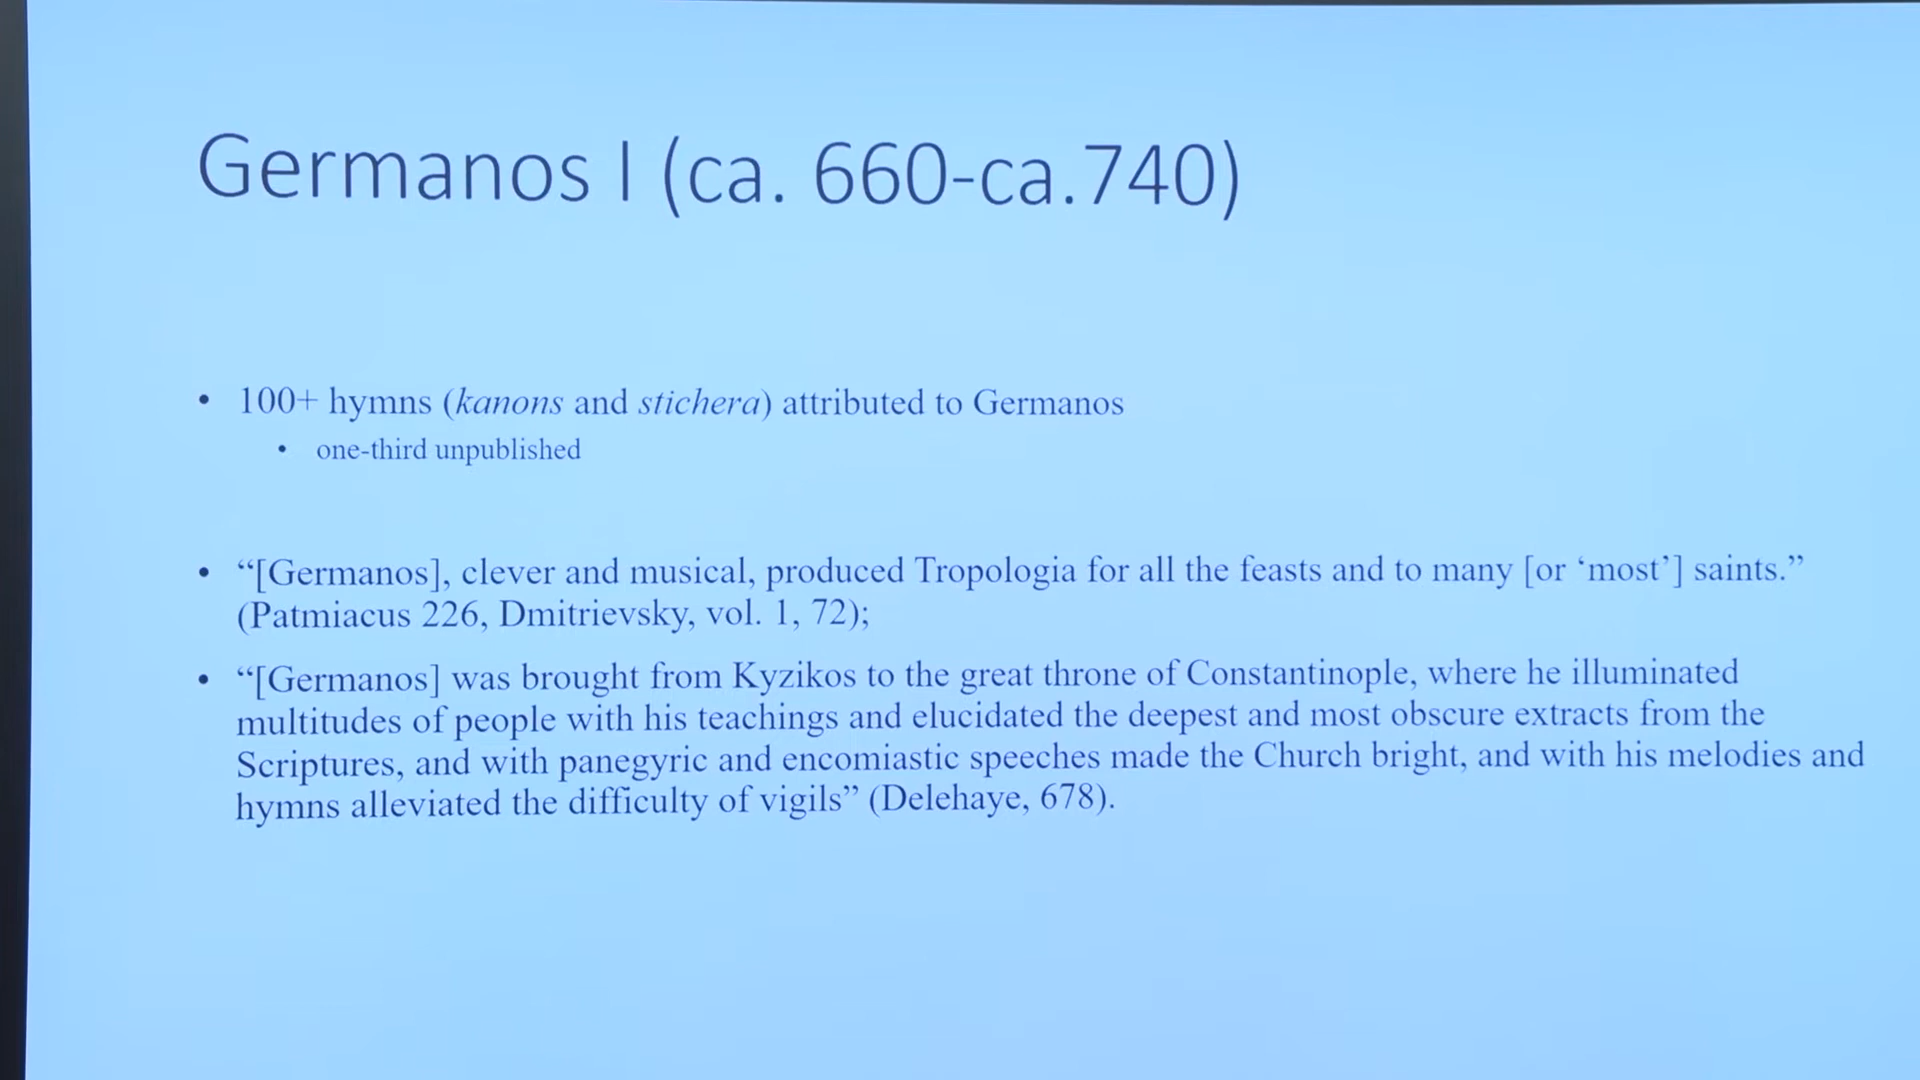 Germanos I (ca. 660-ca.740)
• 100+ hymns (kanons and stichera) attributed to Germanos
• one-third unpublished
• “[Germanos], clever and musical, produced Tropologia for all the feasts and to many [or ‘most’] saints.”
(Patmiacus 226, Dmitrievsky, vol. 1, 72);
• “[Germanos] was brought from Kyzikos to the great throne of Constantinople, where he illuminated
multitudes of people with his teachings and elucidated the deepest and most obscure extracts from the
Scriptures, and with panegyric and encomiastic speeches made the Church bright, and with his melodies and
hymns alleviated the difficulty of vigils” (Delehaye, 678).